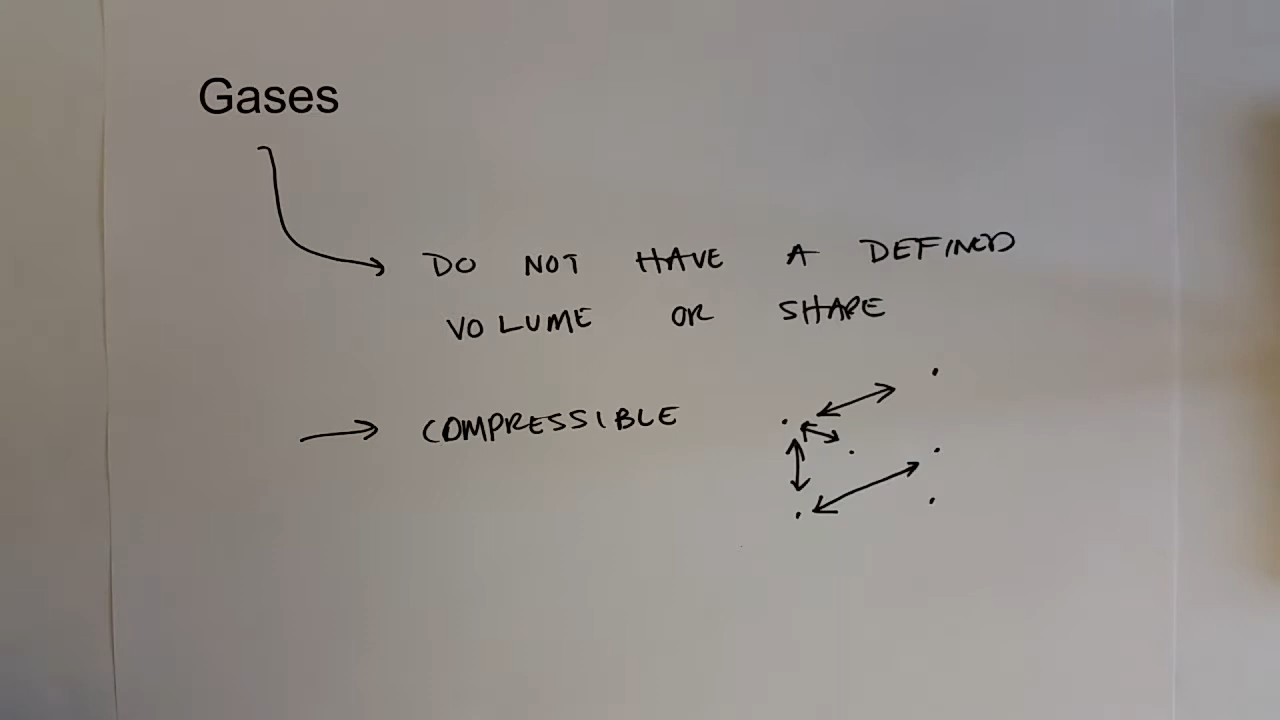 Gases
DO NOT HAVE A DEFINED
VOLUME OR SHAPE
COMPRESSIBLE